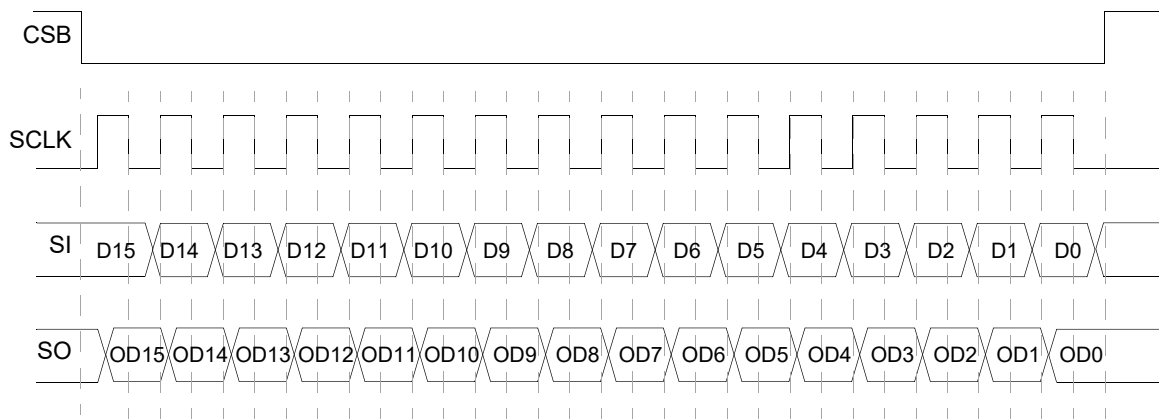 CSB
SCLK
SI D15 D14 D13 D12 D11 D10 D9 D8 D7 D6 D5 D4 D3 D2 D1 D0
SO OD15 OD14 OD13 OD12 OD11 OD10 OD9 OD8 OD7 OD6 OD5 OD4 OD3 OD2 OD1 OD0